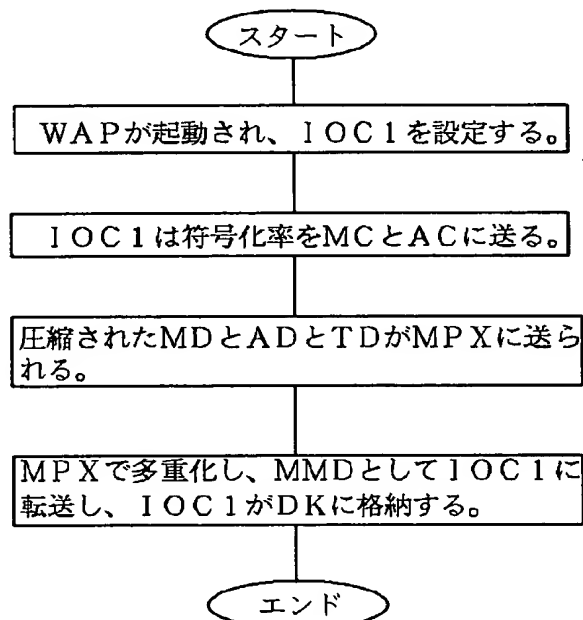 スタート
WAPが起動され、IOC1を設定する。
IOC1は符号化率をMCとACに送る。
圧縮されたMDとADとTDがMPXに送ら
れる。
MPXで多重化し、MMDとしてIOC1に
転送し、IOC1がDKに格納する。
エンド